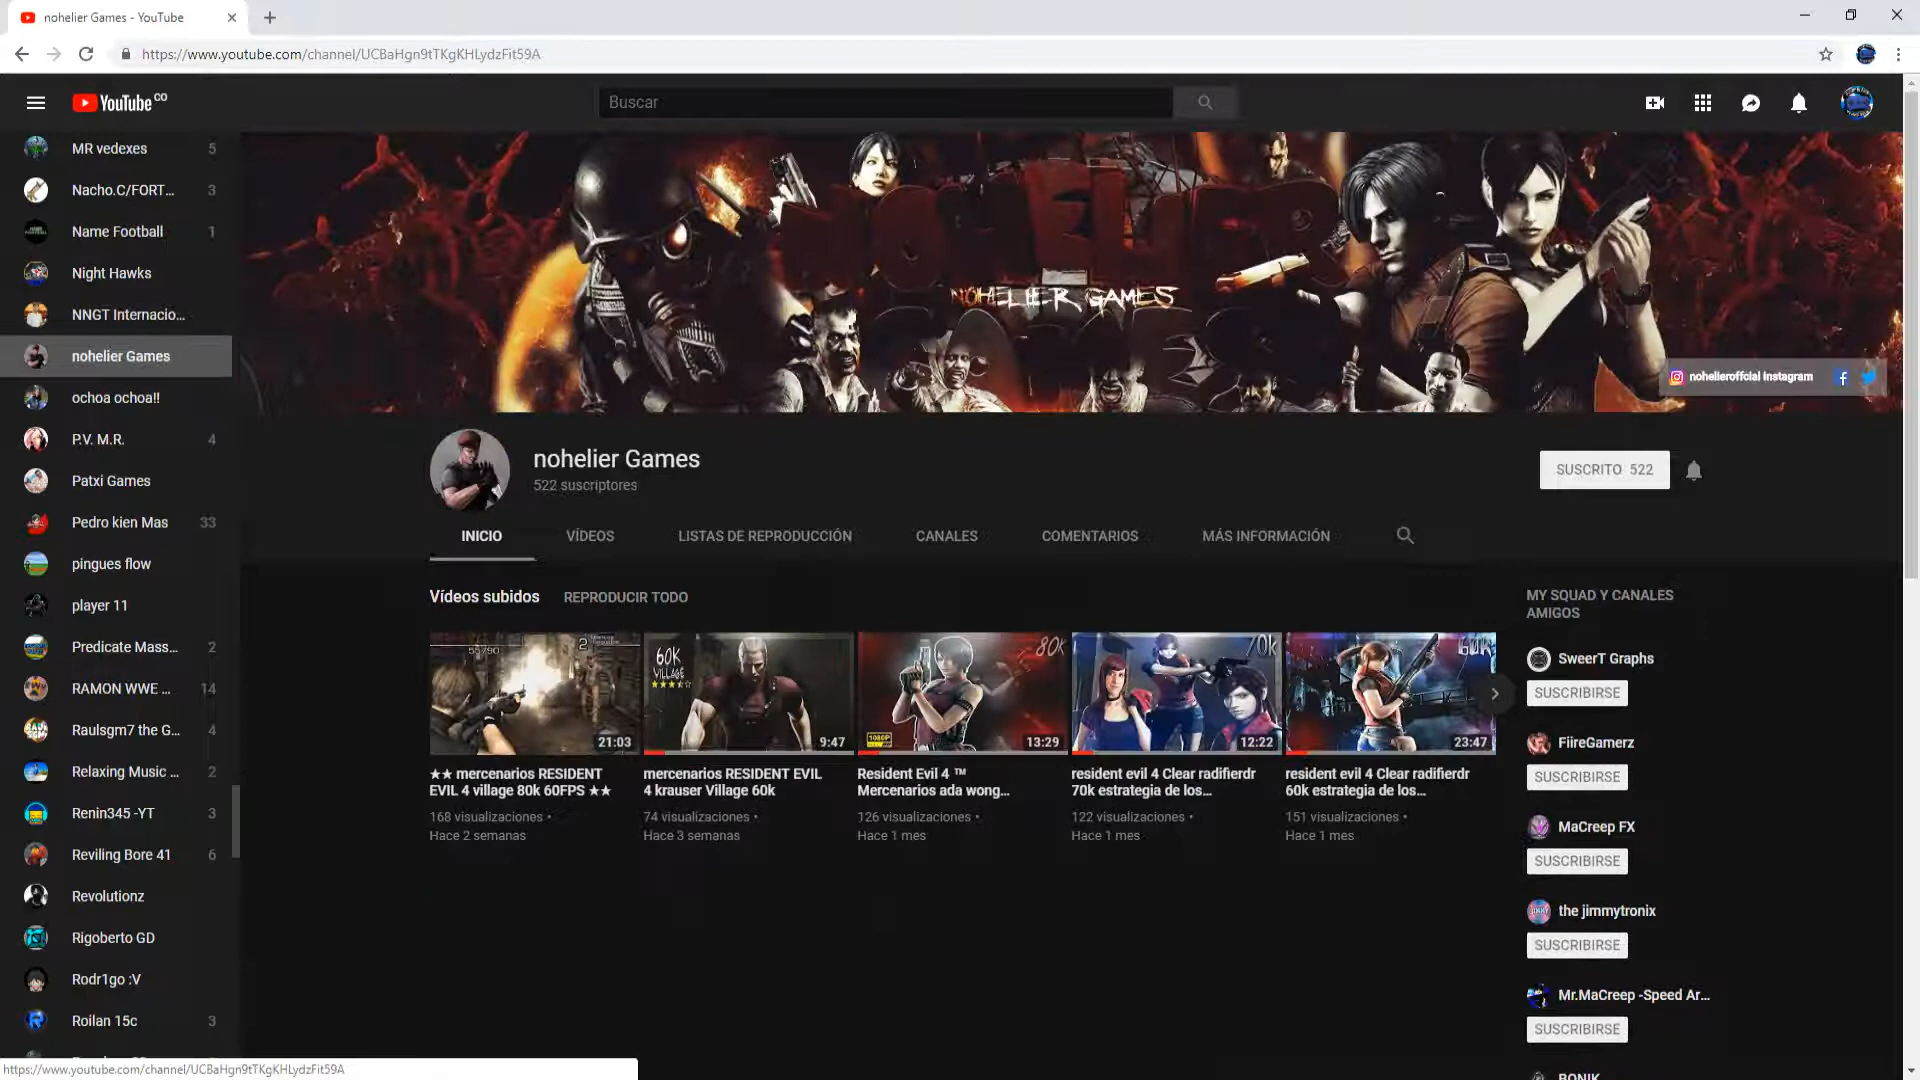 nohelier Games - YouTube
https://www.youtube.com/channel/UCBaHgn9tTKgKHLydzFit59A
YouTube CO
Buscar
MR vedexes 5
Nacho.C/FORT... 3
Name Football 1
Night Hawks
NNGT Internacio...
nohelier Games
ochoa ochoa!!
P.V. M.R. 4
Patxi Games
Pedro kien Mas 33
pingues flow
player 11
Predicate Mass... 2
RAMON WWE ... 14
Raulsgm7 the G... 4
Relaxing Music ... 2
Renin345 -YT 3
Reviling Bore 41 6
Revolutionz
Rigoberto GD
Rodr1go :V
Roilan 15c 3
https://www.youtube.com/channel/UCBaHgn9tTKgKHLydzFit59A
NOHELIER
NOHELIER GAMES
nohelieroffcial Instagram
nohelier Games
522 suscriptores
SUSCRITO 522
INICIO VÍDEOS LISTAS DE REPRODUCCIÓN CANALES COMENTARIOS MÁS INFORMACIÓN
Vídeos subidos REPRODUCIR TODO
21:03
★★ mercenarios RESIDENT
EVIL 4 village 80k 60FPS ★★
168 visualizaciones •
Hace 2 semanas
60K
VILLAGE
9:47
mercenarios RESIDENT EVIL
4 krauser Village 60k
74 visualizaciones •
Hace 3 semanas
80K
1080P
13:29
Resident Evil 4 ™
Mercenarios ada wong...
126 visualizaciones •
Hace 1 mes
70k
12:22
resident evil 4 Clear radifierdr
70k estrategia de los...
122 visualizaciones •
Hace 1 mes
60K
23:47
resident evil 4 Clear radifierdr
60k estrategia de los...
151 visualizaciones •
Hace 1 mes
MY SQUAD Y CANALES
AMIGOS
SweerT Graphs
SUSCRIBIRSE
FiireGamerz
SUSCRIBIRSE
MaCreep FX
SUSCRIBIRSE
the jimmytronix
SUSCRIBIRSE
Mr.MaCreep -Speed Ar...
SUSCRIBIRSE